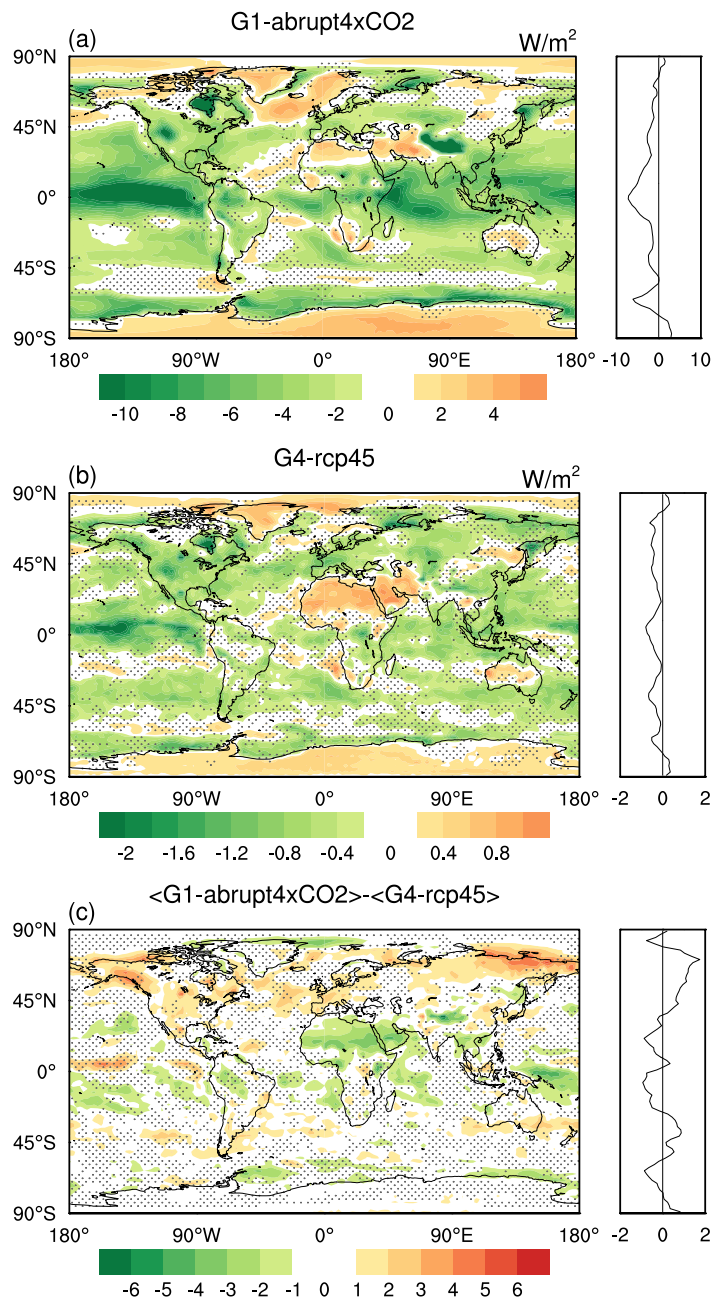 G1-abrupt4xCO2
(a)
W/m²
90°N
45°N
0°
45°S
90°S
180° 90°W 0° 90°E 180°
-10 0 10
-10 -8 -6 -4 -2 0 2 4
G4-rcp45
(b)
W/m²
90°N
45°N
0°
45°S
90°S
180° 90°W 0° 90°E 180°
-2 0 2
-2 -1.6 -1.2 -0.8 -0.4 0 0.4 0.8
<G1-abrupt4xCO2>-<G4-rcp45>
(c)
90°N
45°N
0°
45°S
90°S
180° 90°W 0° 90°E 180°
-2 0 2
-6 -5 -4 -3 -2 -1 0 1 2 3 4 5 6